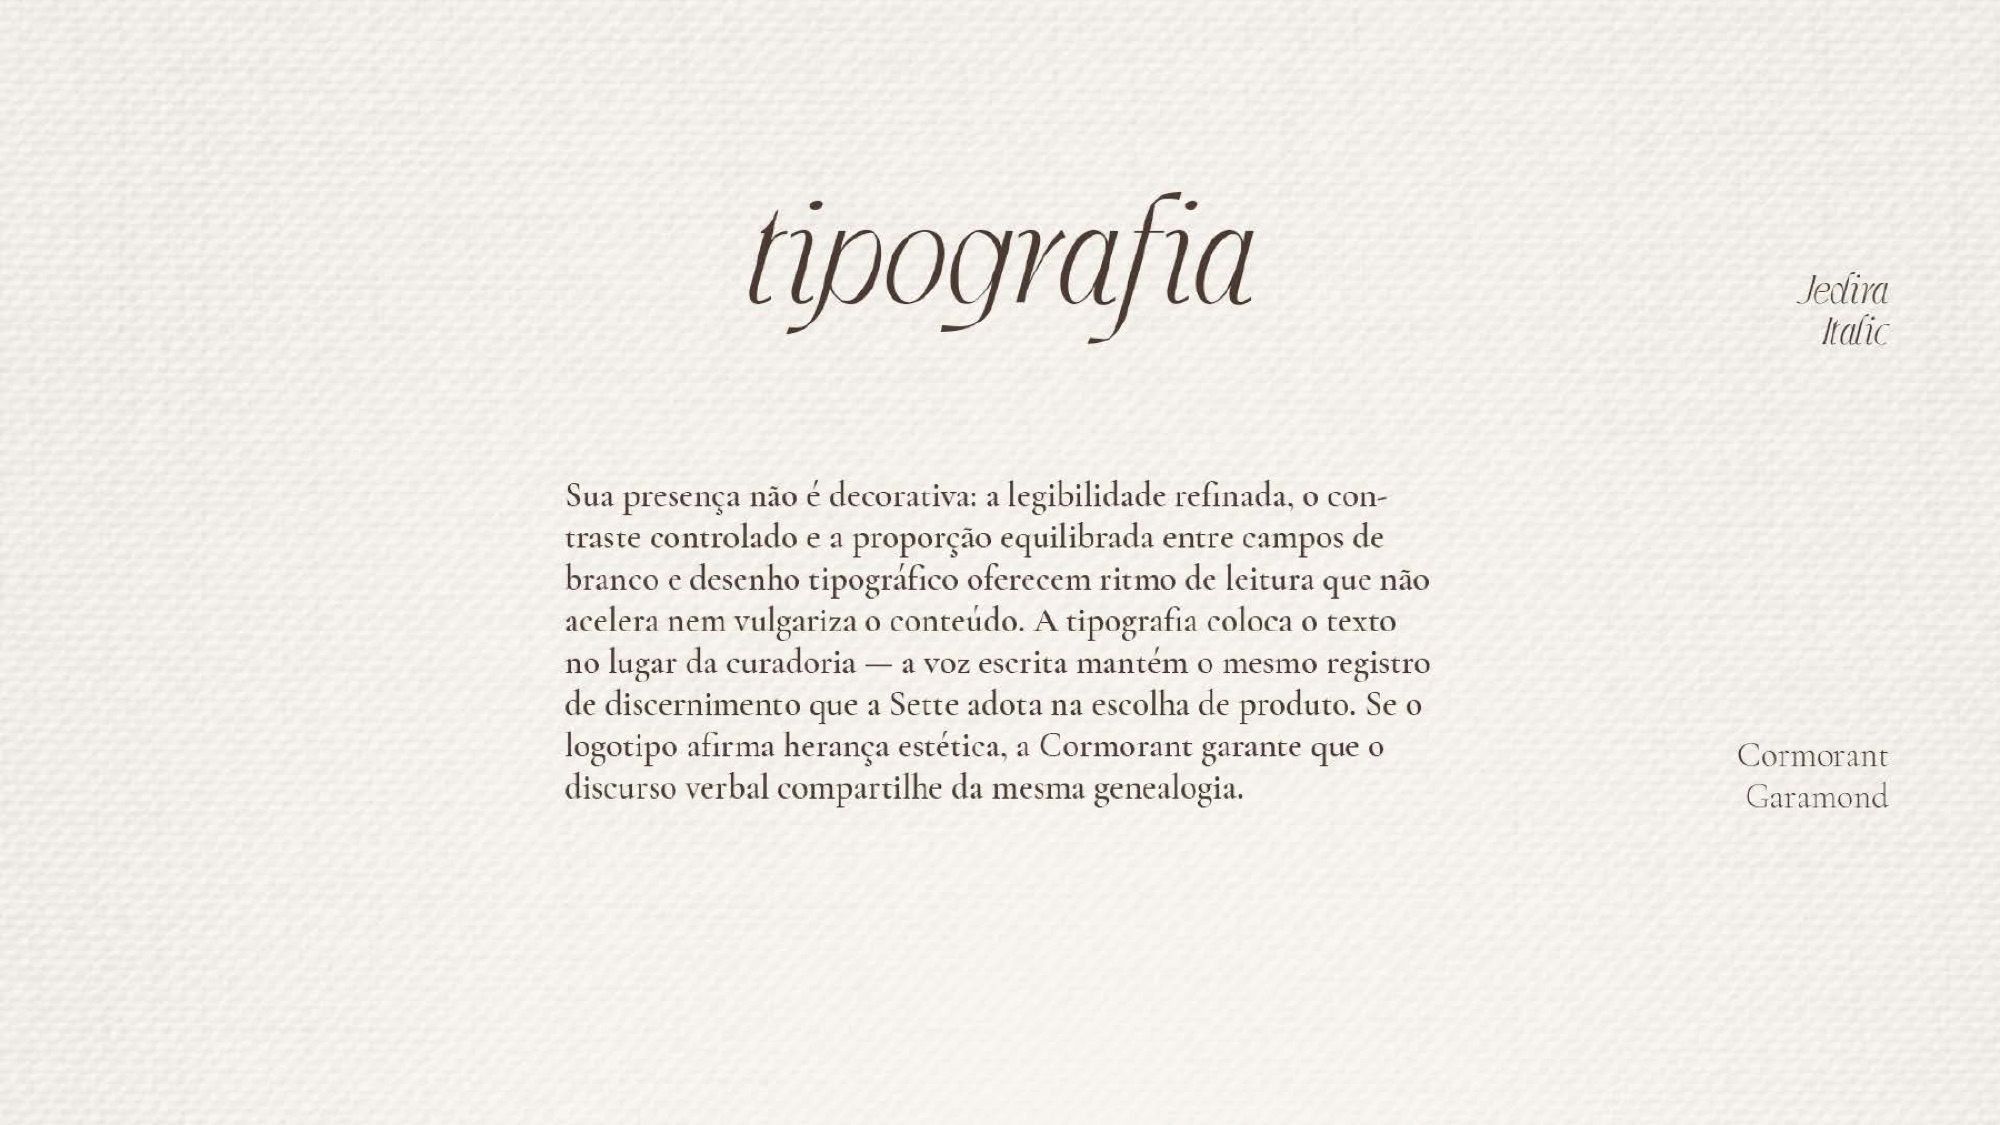 tipografia
Jedira
Italic
Sua presença não é decorativa: a legibilidade refinada, o con-
traste controlado e a proporção equilibrada entre campos de
branco e desenho tipográfico oferecem ritmo de leitura que não
acelera nem vulgariza o conteúdo. A tipografia coloca o texto
no lugar da curadoria — a voz escrita mantém o mesmo registro
de discernimento que a Sette adota na escolha de produto. Se o
logotipo afirma herança estética, a Cormorant garante que o
discurso verbal compartilhe da mesma genealogia.
Cormorant
Garamond